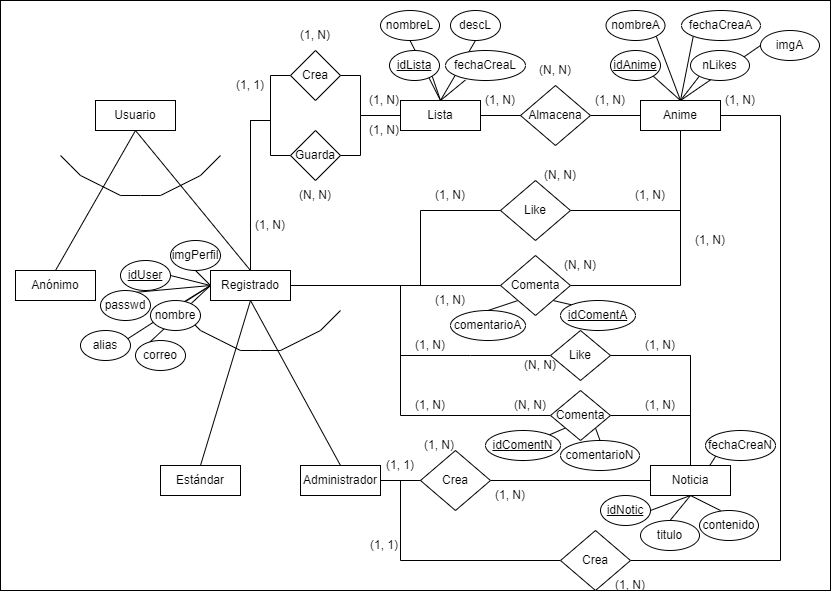 nombreL
descL
nombreA
fechaCreaA
(1, N)
imgA
idLista
fechaCreaL
idAnime
nLikes
Crea
(N, N)
(1, 1)
(1, N)
(1, N)
(1, N)
(1, N)
Usuario
Lista
Almacena
Anime
(1, N)
Guarda
(N, N)
(N, N)
(1, N)
(1, N)
Like
(1, N)
(1, N)
imgPerfil
(N, N)
idUser
Anónimo
Registrado
Comenta
passwd
(1, N)
nombre
comentarioA
idComentA
alias
correo
(1, N)
Like
(1, N)
(N, N)
(1, N)
(N, N)
Comenta
(1, N)
idComentN
comentarioN
fechaCreaN
(1, N)
(1, 1)
Estándar
Administrador
Crea
Noticia
(1, N)
idNotic
titulo
contenido
(1, 1)
Crea
(1, N)